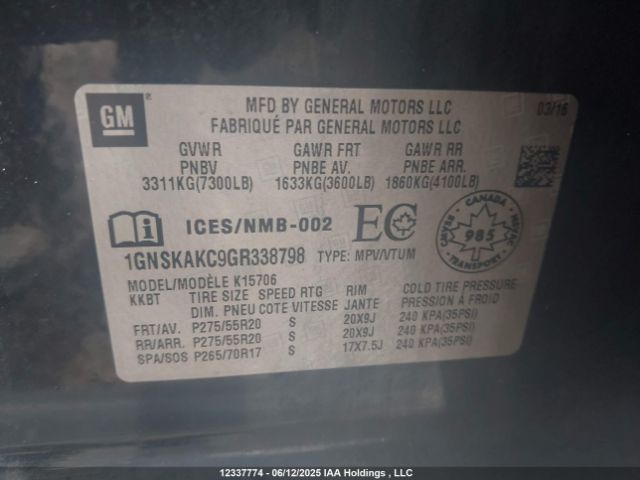 GM
MFD BY GENERAL MOTORS LLC 03/16
FABRIQUÉ PAR GENERAL MOTORS LLC
GVWR GAWR FRT GAWR RR
PNBV PNBE AV. PNBE ARR.
3311KG(7300LB) 1633KG(3600LB) 1860KG(4100LB)
ICES/NMB-002 EC
CANADA
985
TRANSPORT
1GNSKAKC9GR338798 TYPE: MPV/VTUM
MODEL/MODÈLE K15706
KKBT TIRE SIZE SPEED RTG RIM COLD TIRE PRESSURE
DIM. PNEU COTE VITESSE JANTE PRESSION À FROID
FRT/AV. P275/55R20 S 20X9J 240 KPA(35PSI)
RR/ARR. P275/55R20 S 20X9J 240 KPA(35PSI)
SPA/SOS P265/70R17 S 17X7.5J 240 KPA(35PSI)
12337774 - 06/12/2025 IAA Holdings , LLC